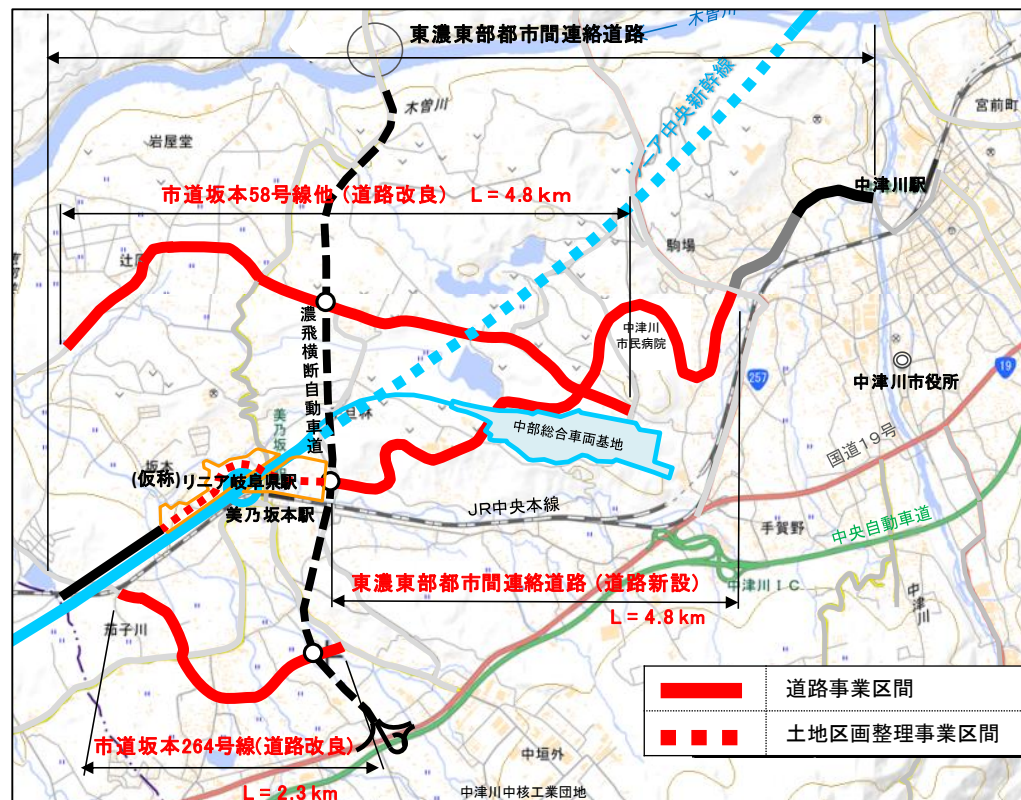 東濃東部都市間連絡道路
木曽川
木曽川
宮前町
岩屋堂
リニア中央新幹線
中津川駅
市道坂本58号線他（道路改良） L＝4.8km
駒場
辻原
濃飛横断自動車道
中津川
市民病院
257
中津川市役所
19
美乃坂本
旦林
中部総合車両基地
国道19号
坂本
(仮称)リニア岐阜県駅
美乃坂本駅
JR中央本線
手賀野
中央自動車道
東濃東部都市間連絡道路（道路新設）
中津川ＩＣ
L＝4.8km
中津川
茄子川
道路事業区間
土地区画整理事業区間
市道坂本264号線(道路改良)
中垣外
L＝2.3km
中津川中核工業団地